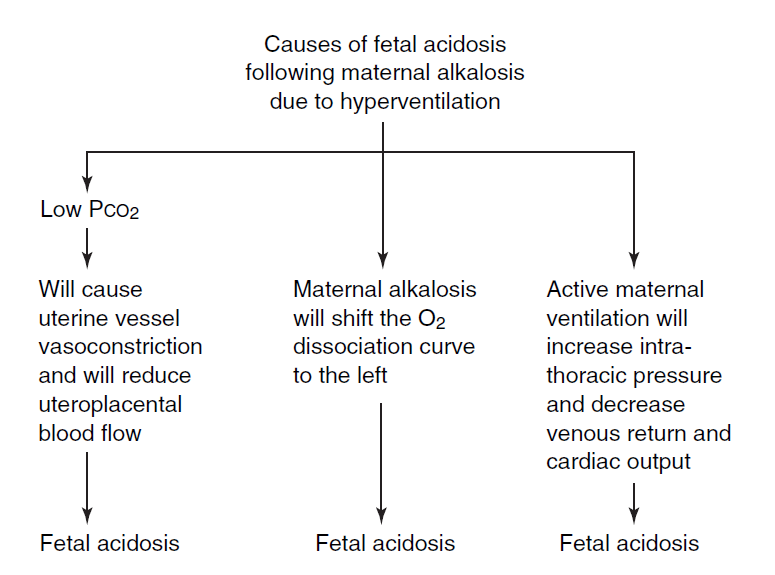 Causes of fetal acidosis
following maternal alkalosis
due to hyperventilation
Low PCO2
Will cause
uterine vessel
vasoconstriction
and will reduce
uteroplacental
blood flow
Fetal acidosis
Maternal alkalosis
will shift the O2
dissociation curve
to the left
Fetal acidosis
Active maternal
ventilation will
increase intra-
thoracic pressure
and decrease
venous return and
cardiac output
Fetal acidosis